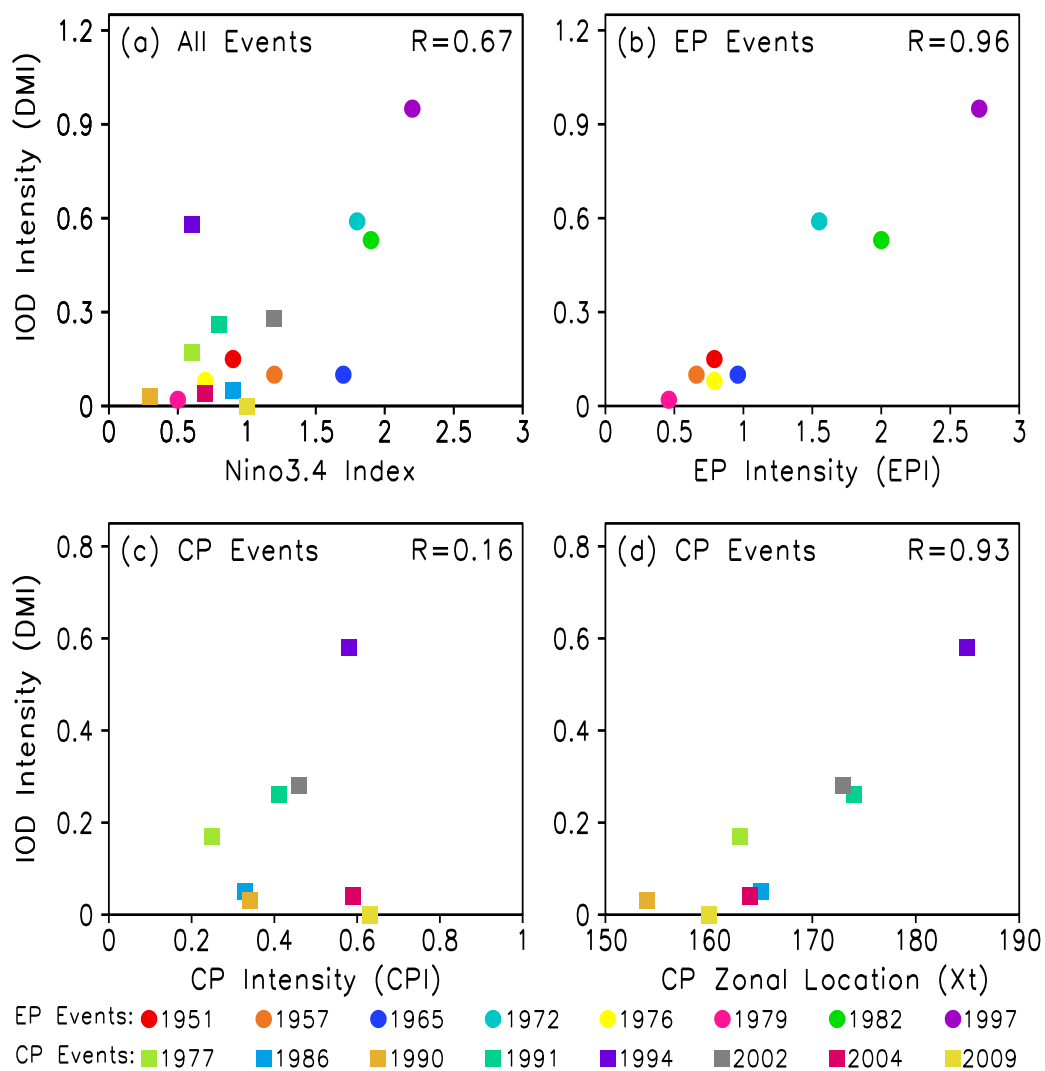 (a) All Events R=0.67
1.2
0.9
0.6
0.3
0
0 0.5 1 1.5 2 2.5 3
Nino3.4 Index
IOD Intensity (DMI)
(b) EP Events R=0.96
1.2
0.9
0.6
0.3
0
0 0.5 1 1.5 2 2.5 3
EP Intensity (EPI)
(c) CP Events R=0.16
0.8
0.6
0.4
0.2
0
0 0.2 0.4 0.6 0.8 1
CP Intensity (CPI)
IOD Intensity (DMI)
(d) CP Events R=0.93
0.8
0.6
0.4
0.2
0
150 160 170 180 190
CP Zonal Location (Xt)
EP Events: 1951 1957 1965 1972 1976 1979 1982 1997
CP Events: 1977 1986 1990 1991 1994 2002 2004 2009